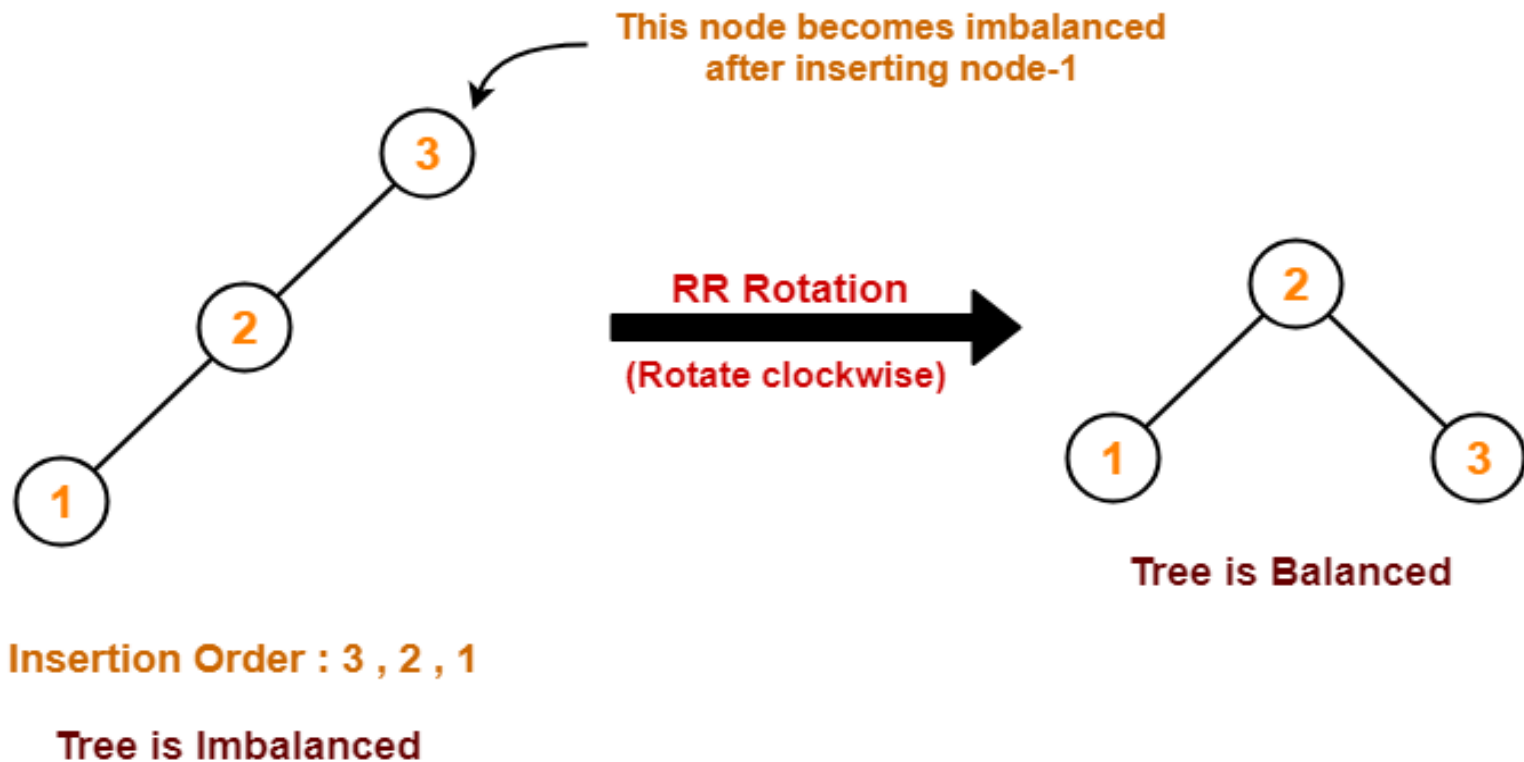 This node becomes imbalanced
after inserting node-1
3
2
1
RR Rotation
(Rotate clockwise)
2
1
3
Tree is Balanced
Insertion Order : 3 , 2 , 1
Tree is Imbalanced